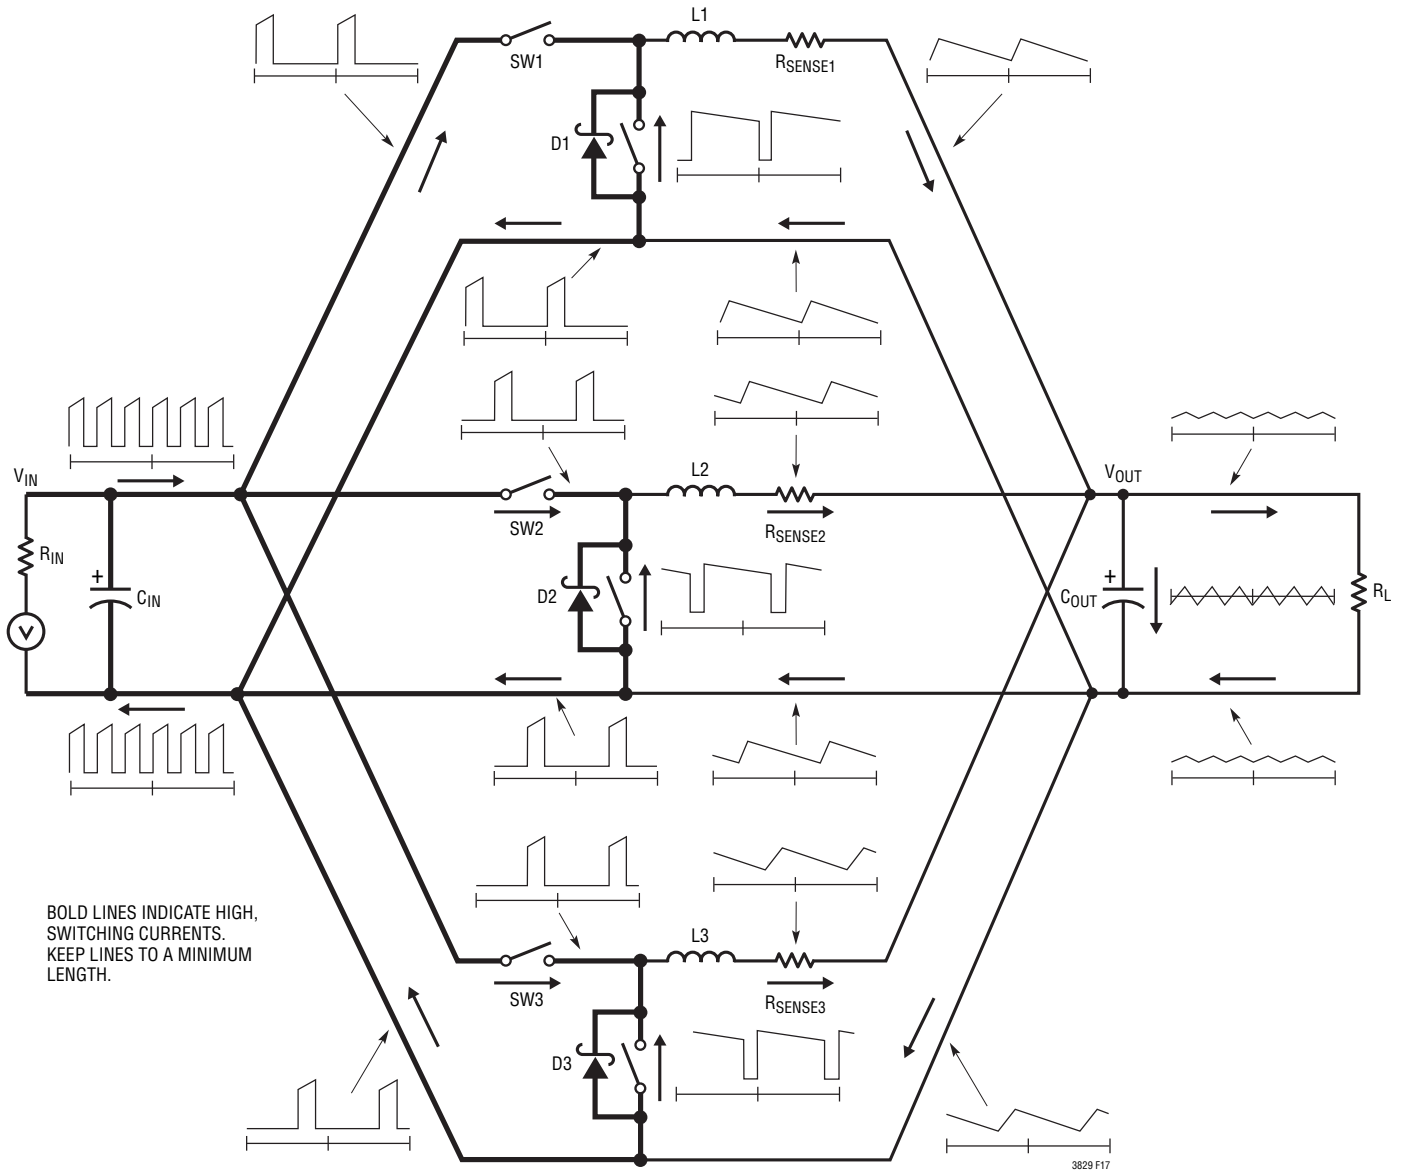 L1
SW1
RSENSE1
D1
VIN
L2
VOUT
SW2
RSENSE2
RIN
+
CIN
D2
+
COUT
RL
BOLD LINES INDICATE HIGH,
SWITCHING CURRENTS.
KEEP LINES TO A MINIMUM
LENGTH.
L3
SW3
RSENSE3
D3
3829 F17